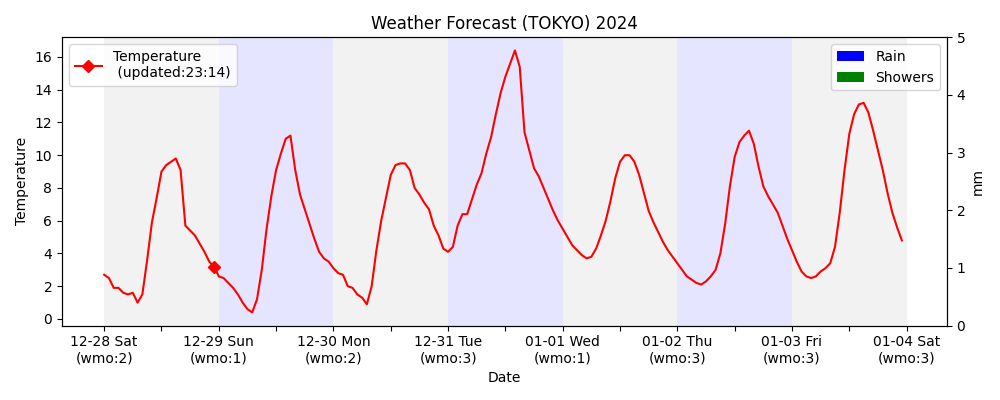 Weather Forecast (TOKYO) 2024
Temperature
(updated:23:14)
Rain
Showers
16
14
12
10
8
6
4
2
0
Temperature
5
4
3
2
1
0
mm
12-28 Sat
(wmo:2)
12-29 Sun
(wmo:1)
12-30 Mon
(wmo:2)
12-31 Tue
(wmo:3)
01-01 Wed
(wmo:1)
01-02 Thu
(wmo:3)
01-03 Fri
(wmo:3)
01-04 Sat
(wmo:3)
Date